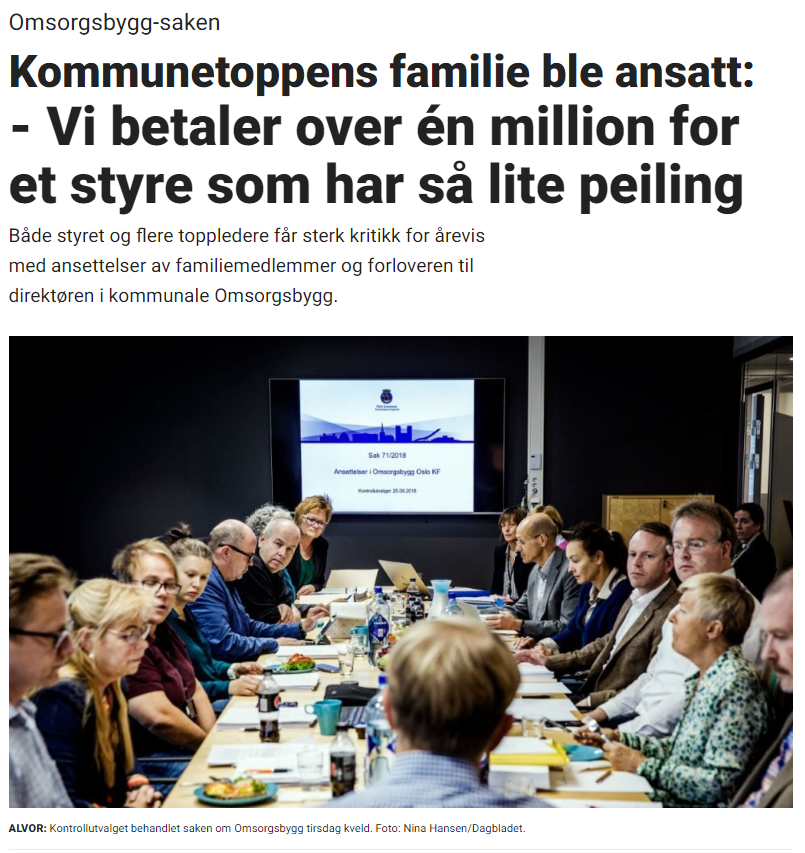 Omsorgsbygg-saken
Kommunetoppens familie ble ansatt:
- Vi betaler over én million for
et styre som har så lite peiling
Både styret og flere toppledere får sterk kritikk for årevis
med ansettelser av familiemedlemmer og forloveren til
direktøren i kommunale Omsorgsbygg.
Sak 71/2018
Ansettelser i Omsorgsbygg Oslo KF
Kontrollutvalget 25.09.2018
ALVOR: Kontrollutvalget behandlet saken om Omsorgsbygg tirsdag kveld. Foto: Nina Hansen/Dagbladet.